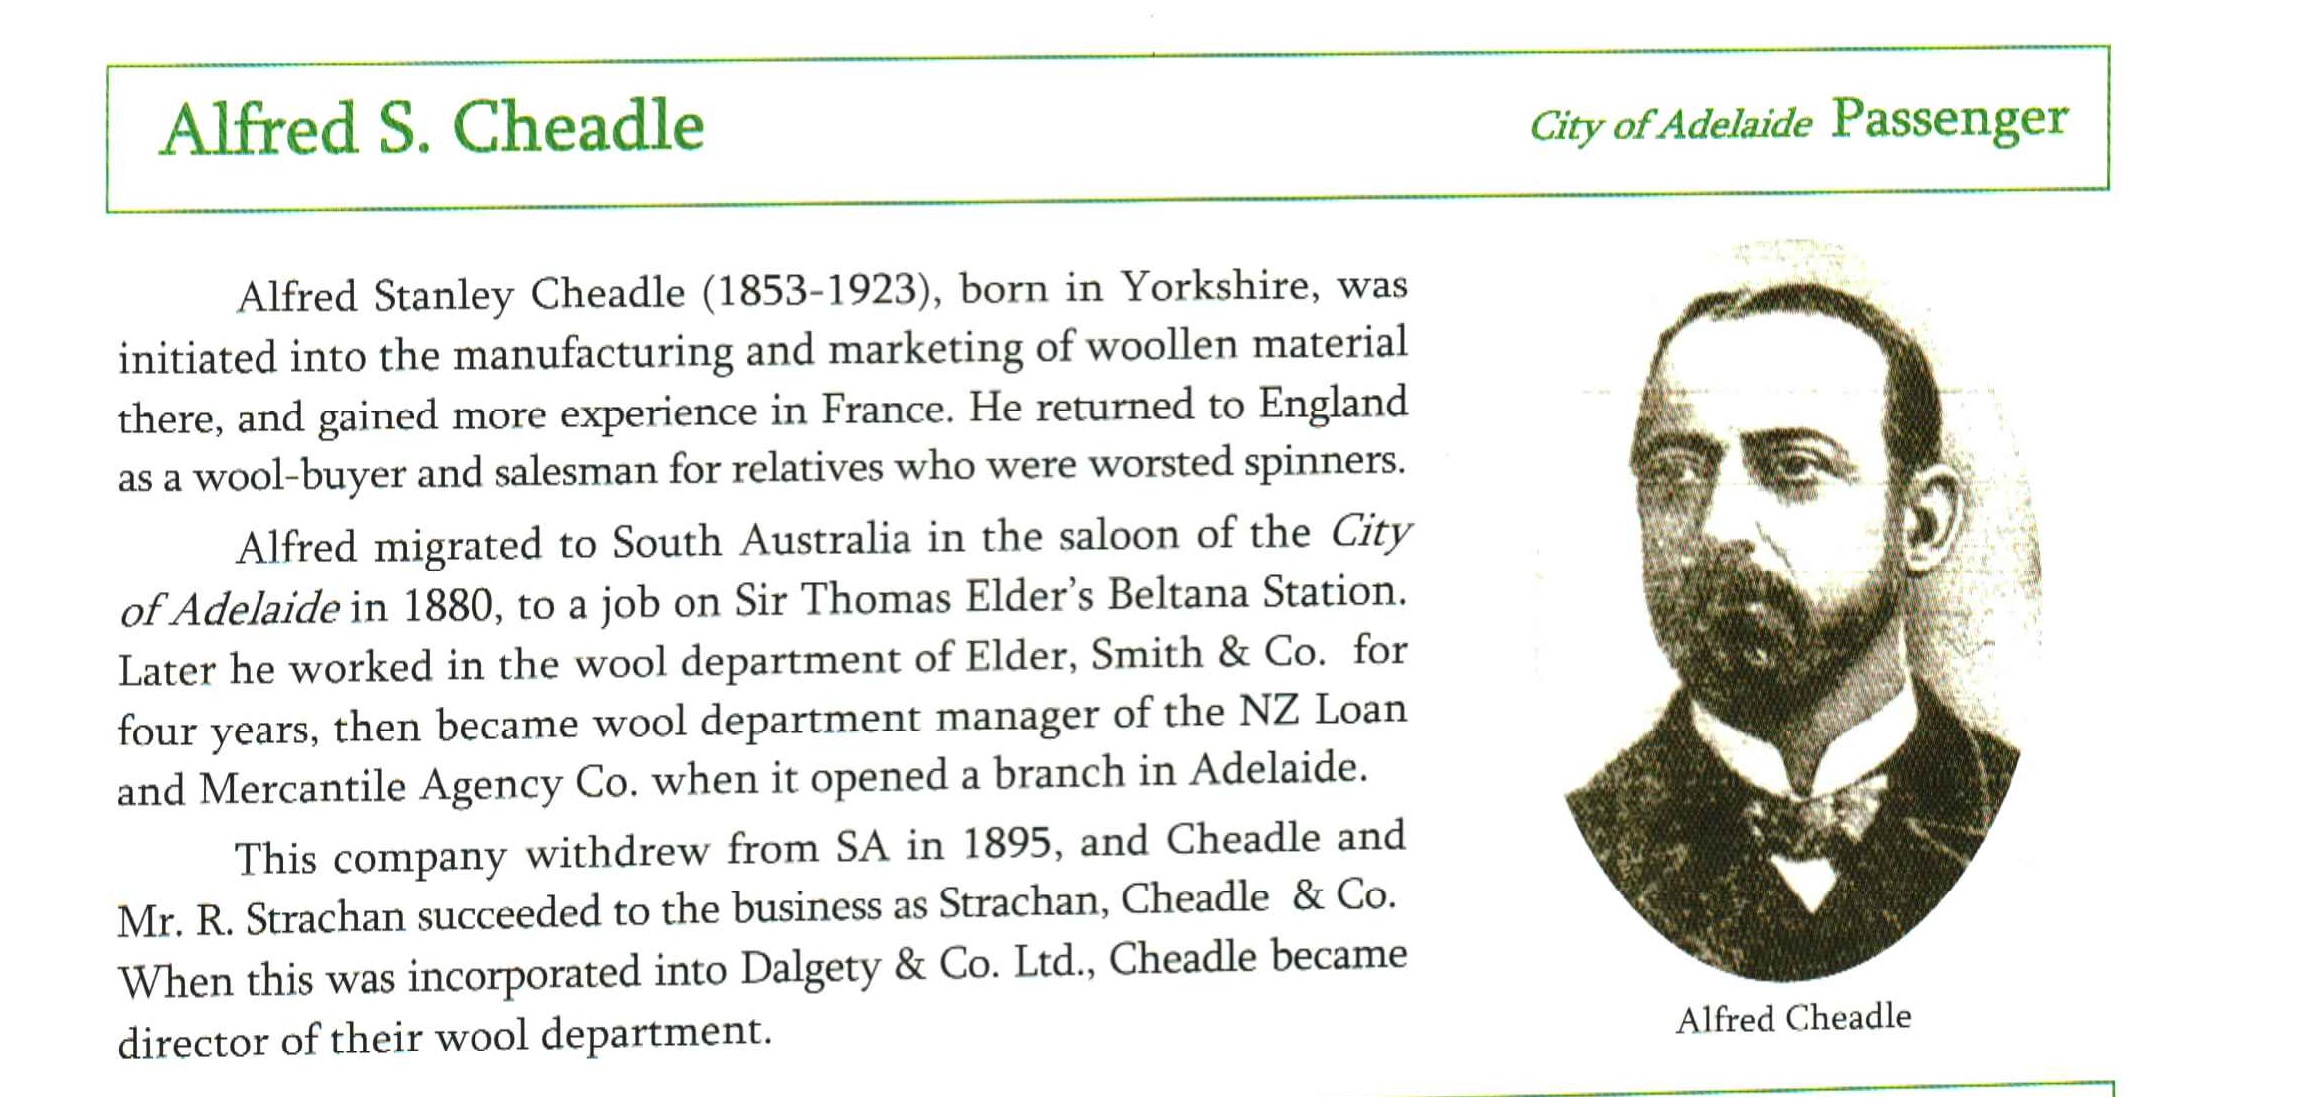 Alfred S. Cheadle
City of Adelaide Passenger
Alfred Stanley Cheadle (1853-1923), born in Yorkshire, was
initiated into the manufacturing and marketing of woollen material
there, and gained more experience in France. He returned to England
as a wool-buyer and salesman for relatives who were worsted spinners.
Alfred migrated to South Australia in the saloon of the City
of Adelaide in 1880, to a job on Sir Thomas Elder's Beltana Station.
Later he worked in the wool department of Elder, Smith & Co. for
four years, then became wool department manager of the NZ Loan
and Mercantile Agency Co. when it opened a branch in Adelaide.
This company withdrew from SA in 1895, and Cheadle and
Mr. R. Strachan succeeded to the business as Strachan, Cheadle & Co.
When this was incorporated into Dalgety & Co. Ltd., Cheadle became
director of their wool department.
Alfred Cheadle